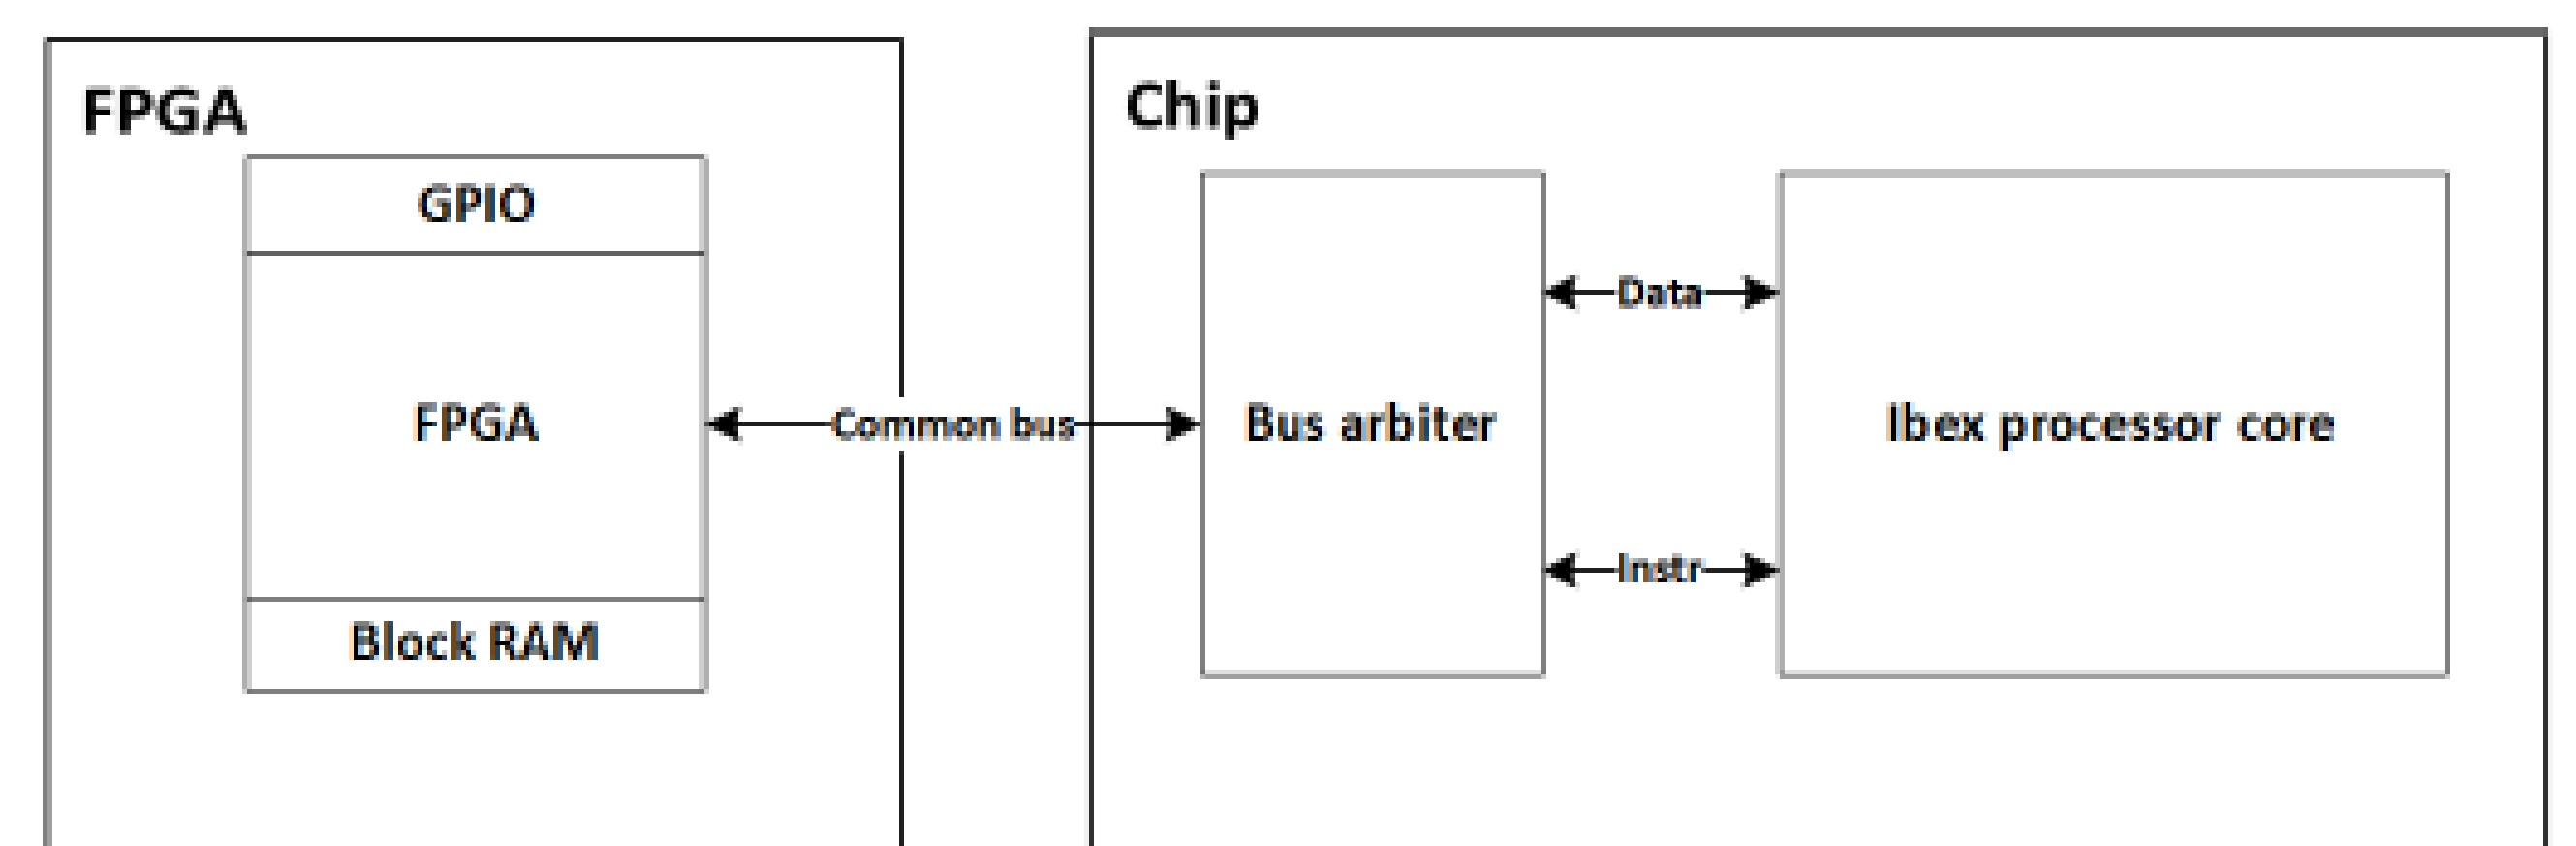 FPGA
GPIO
FPGA
Block RAM
Common bus
Chip
Bus arbiter
Data
Instr
Ibex processor core